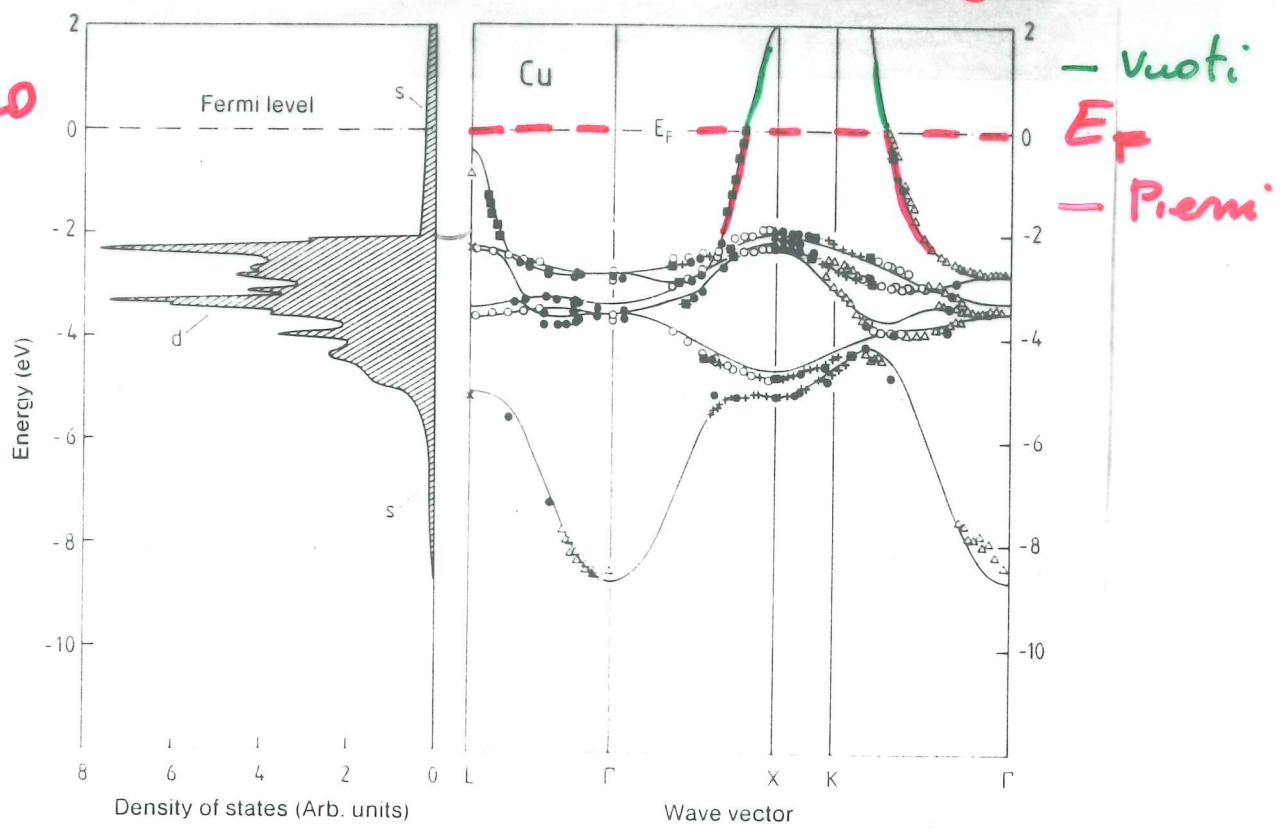 2
0
-2
-4
-6
-8
-10
Energy (eV)
Fermi level
s
d
s
8 6 4 2 0
Density of states (Arb. units)
Cu
E_F
L Γ X K Γ
Wave vector
2
0
-2
-4
-6
-8
-10
— Vuoti
E_F
— Pieni